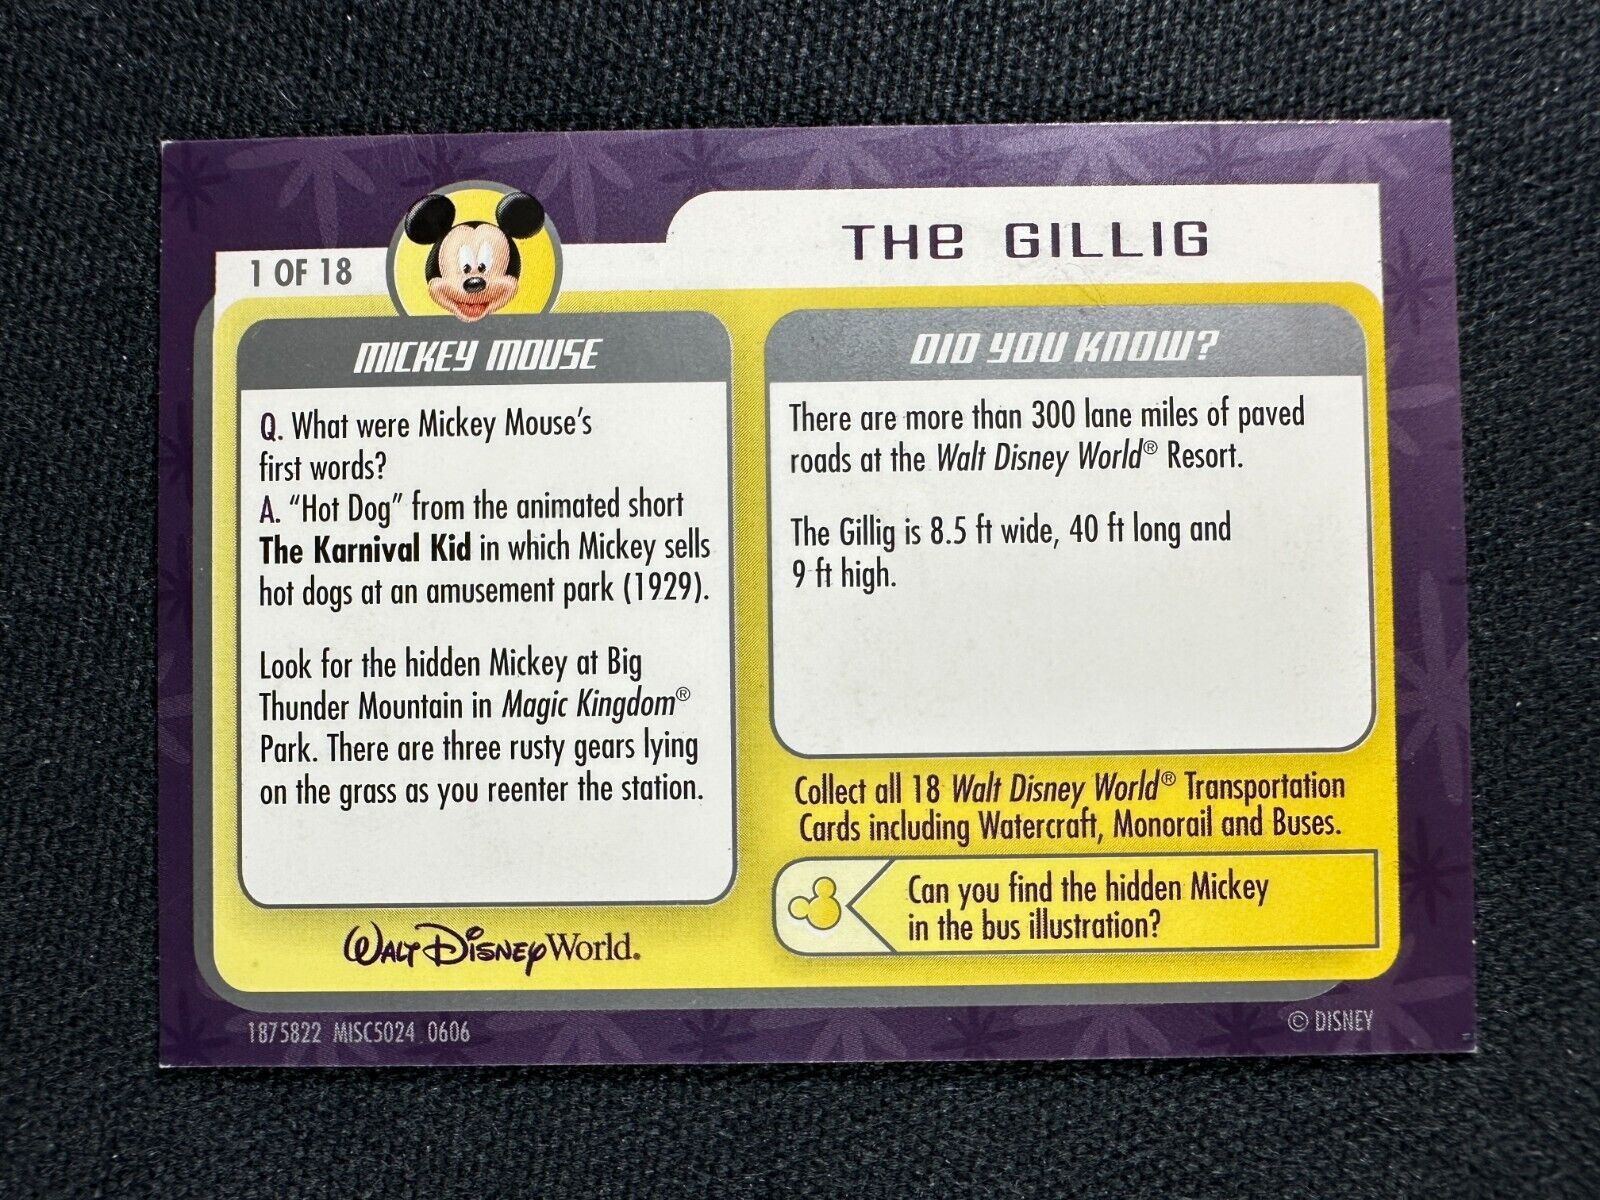 1 OF 18
THE GILLIG
MICKEY MOUSE
Q. What were Mickey Mouse's
first words?
A. "Hot Dog" from the animated short
The Karnival Kid in which Mickey sells
hot dogs at an amusement park (1929).
Look for the hidden Mickey at Big
Thunder Mountain in Magic Kingdom®
Park. There are three rusty gears lying
on the grass as you reenter the station.
WALT DISNEY World.
DID YOU KNOW?
There are more than 300 lane miles of paved
roads at the Walt Disney World® Resort.
The Gillig is 8.5 ft wide, 40 ft long and
9 ft high.
Collect all 18 Walt Disney World® Transportation
Cards including Watercraft, Monorail and Buses.
Can you find the hidden Mickey
in the bus illustration?
1875822 MISC5024 0606
© DISNEY